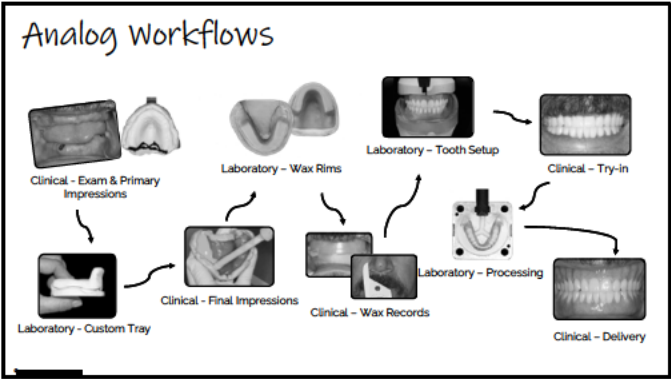 Analog Workflows
Clinical - Exam & Primary
Impressions
Laboratory - Custom Tray
Clinical - Final Impressions
Laboratory – Wax Rims
Clinical – Wax Records
Laboratory – Tooth Setup
Clinical – Try-in
Laboratory – Processing
Clinical – Delivery